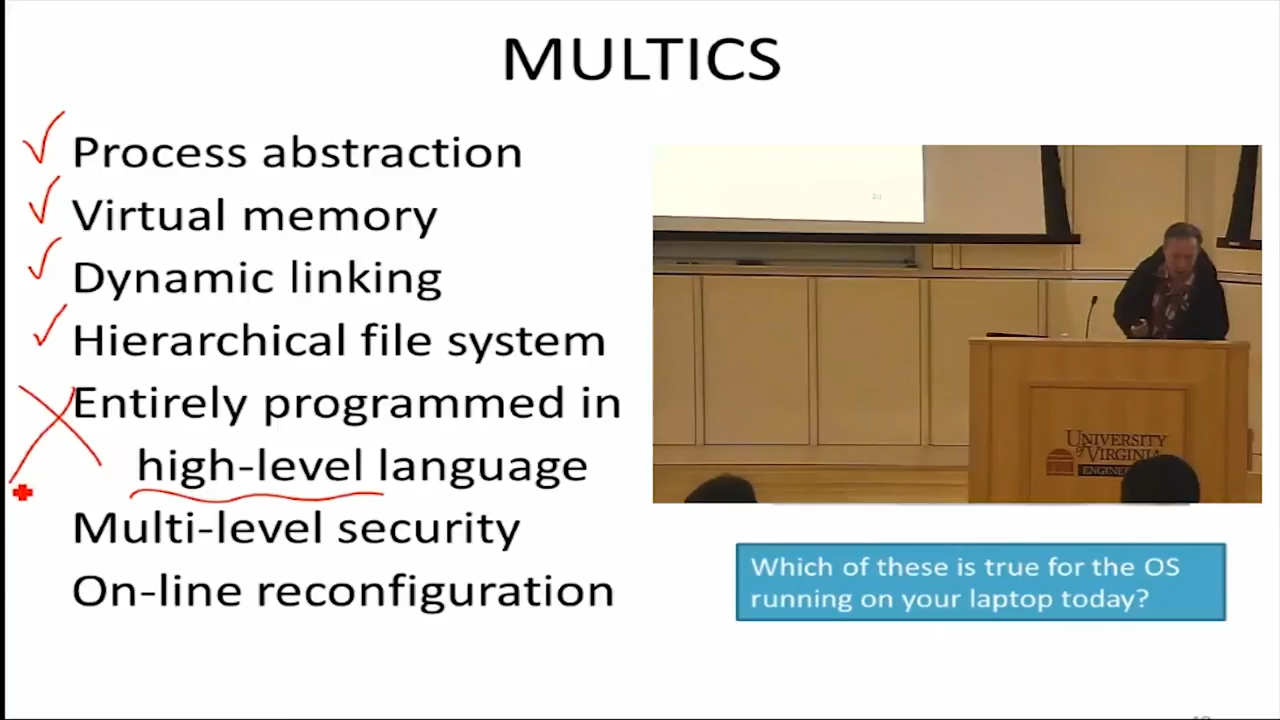 MULTICS
Process abstraction
Virtual memory
Dynamic linking
Hierarchical file system
Entirely programmed in
high-level language
Multi-level security
On-line reconfiguration
UNIVERSITY
of VIRGINIA
Which of these is true for the OS
running on your laptop today?